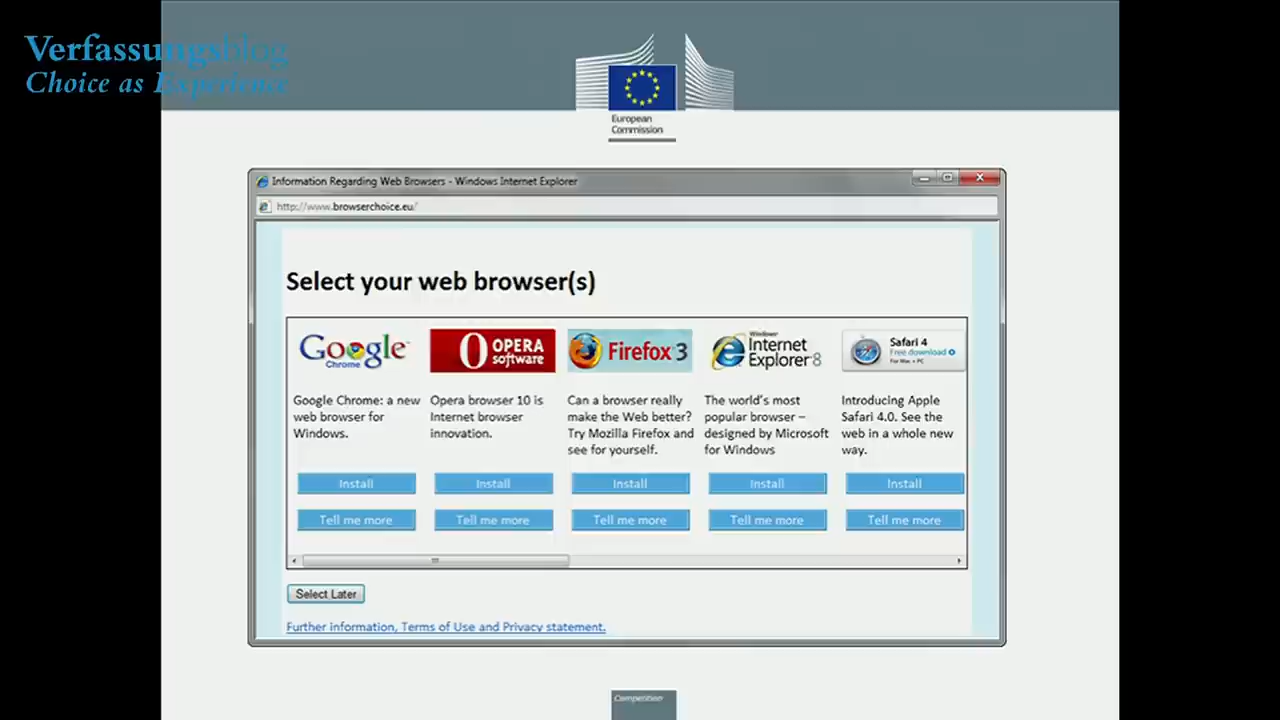 Verfassungsblog
Choice as Experience
European
Commission
Information Regarding Web Browsers - Windows Internet Explorer
http://www.browserchoice.eu/
Select your web browser(s)
Google
Chrome
OPERA
software
Firefox 3
Windows
Internet
Explorer 8
Safari 4
Free download
For Mac + PC
Google Chrome: a new
web browser for
Windows.
Opera browser 10 is
Internet browser
innovation.
Can a browser really
make the Web better?
Try Mozilla Firefox and
see for yourself.
The world's most
popular browser –
designed by Microsoft
for Windows
Introducing Apple
Safari 4.0. See the
web in a whole new
way.
Install
Install
Install
Install
Install
Tell me more
Tell me more
Tell me more
Tell me more
Tell me more
Select Later
Further information, Terms of Use and Privacy statement.
Competition